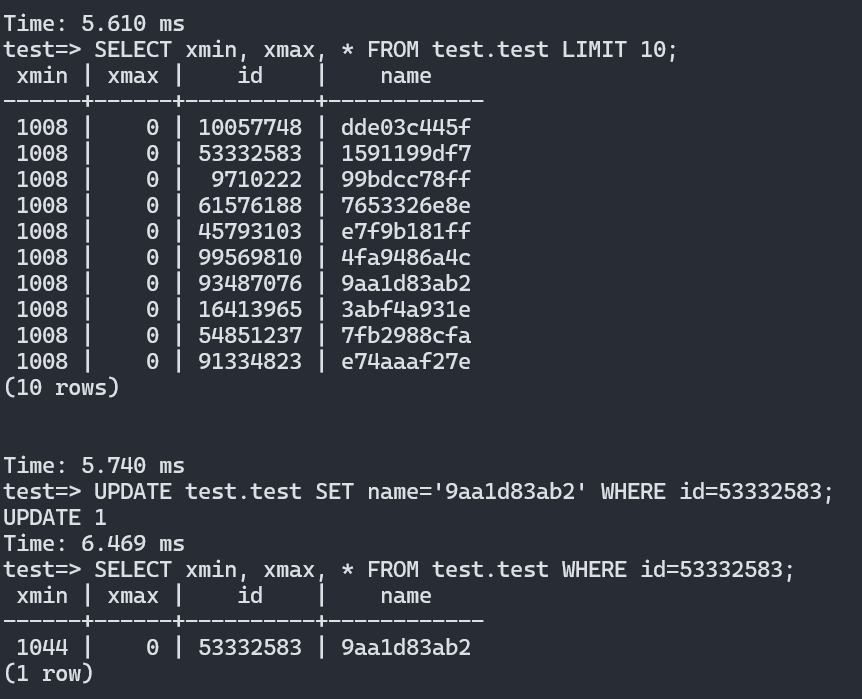 Time: 5.610 ms
test=> SELECT xmin, xmax, * FROM test.test LIMIT 10;
 xmin | xmax |    id    |    name
------+------+----------+------------
 1008 |    0 | 10057748 | dde03c445f
 1008 |    0 | 53332583 | 1591199df7
 1008 |    0 |  9710222 | 99bdcc78ff
 1008 |    0 | 61576188 | 7653326e8e
 1008 |    0 | 45793103 | e7f9b181ff
 1008 |    0 | 99569810 | 4fa9486a4c
 1008 |    0 | 93487076 | 9aa1d83ab2
 1008 |    0 | 16413965 | 3abf4a931e
 1008 |    0 | 54851237 | 7fb2988cfa
 1008 |    0 | 91334823 | e74aaaf27e
(10 rows)
Time: 5.740 ms
test=> UPDATE test.test SET name='9aa1d83ab2' WHERE id=53332583;
UPDATE 1
Time: 6.469 ms
test=> SELECT xmin, xmax, * FROM test.test WHERE id=53332583;
 xmin | xmax |    id    |    name
------+------+----------+------------
 1044 |    0 | 53332583 | 9aa1d83ab2
(1 row)